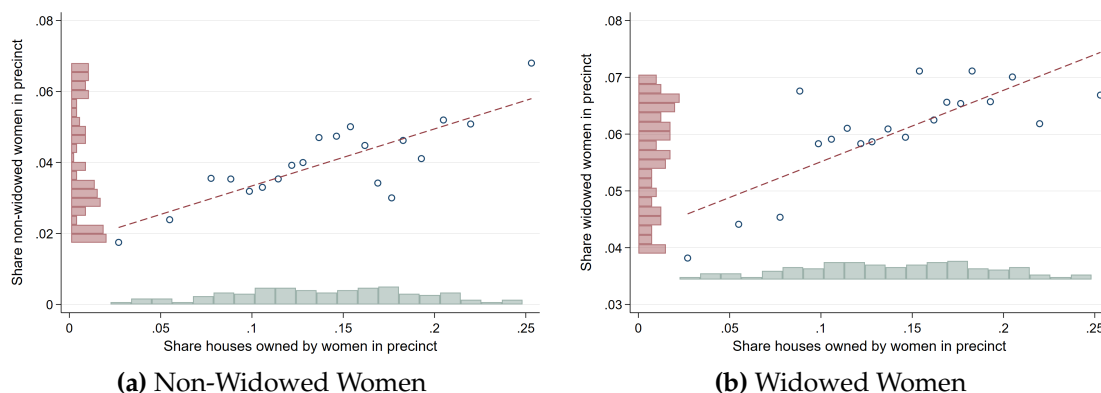 .08
.06
.04
.02
0
Share non-widowed women in precinct
0 .05 .1 .15 .2 .25
Share houses owned by women in precinct
(a) Non-Widowed Women
.08
.07
.06
.05
.04
.03
Share widowed women in precinct
0 .05 .1 .15 .2 .25
Share houses owned by women in precinct
(b) Widowed Women